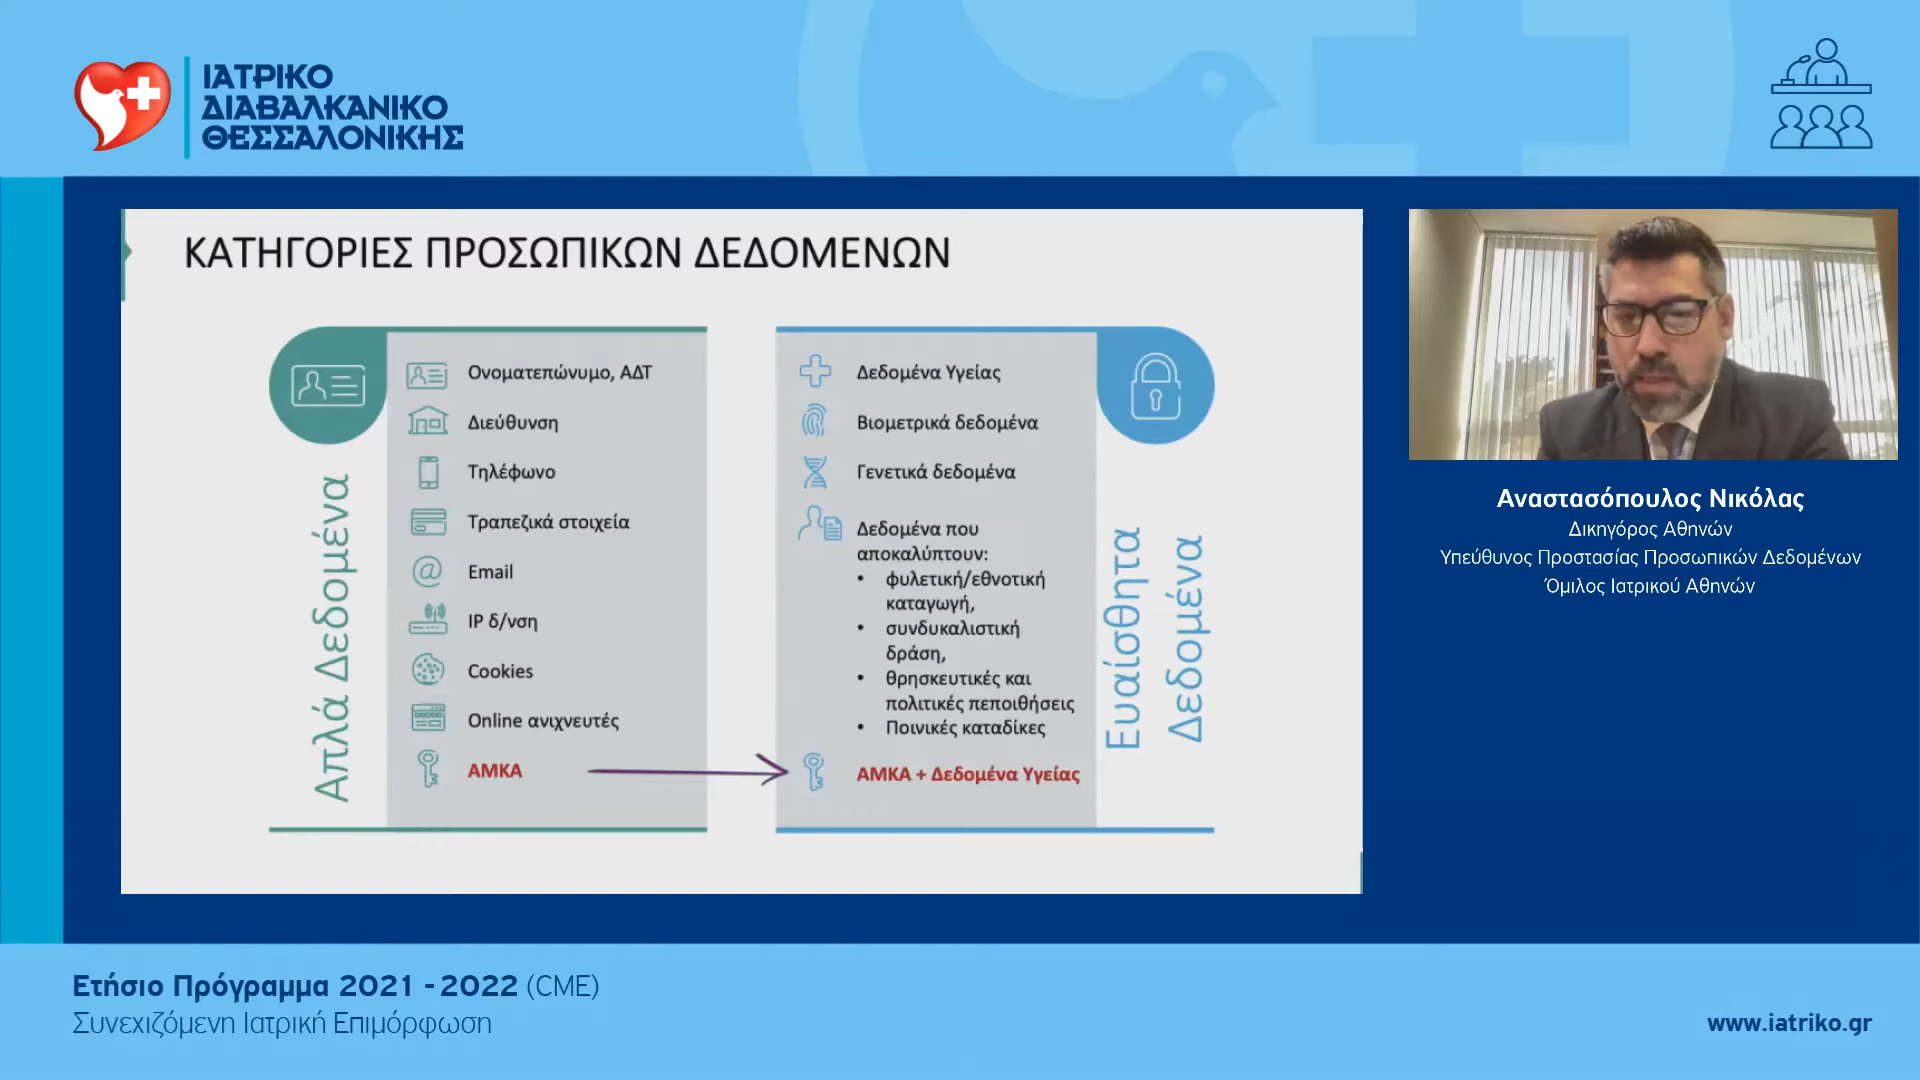 ΙΑΤΡΙΚΟ
ΔΙΑΒΑΛΚΑΝΙΚΟ
ΘΕΣΣΑΛΟΝΙΚΗΣ
ΚΑΤΗΓΟΡΙΕΣ ΠΡΟΣΩΠΙΚΩΝ ΔΕΔΟΜΕΝΩΝ
Απλά Δεδομένα
Ονοματεπώνυμο, ΑΔΤ
Διεύθυνση
Τηλέφωνο
Τραπεζικά στοιχεία
Email
IP δ/νση
Cookies
Online ανιχνευτές
ΑΜΚΑ
Δεδομένα Υγείας
Βιομετρικά δεδομένα
Γενετικά δεδομένα
Δεδομένα που
αποκαλύπτουν:
• φυλετική/εθνοτική
καταγωγή,
• συνδυκαλιστική
δράση,
• θρησκευτικές και
πολιτικές πεποιθήσεις
• Ποινικές καταδίκες
ΑΜΚΑ + Δεδομένα Υγείας
Ευαίσθητα
Δεδομένα
Αναστασόπουλος Νικόλας
Δικηγόρος Αθηνών
Υπεύθυνος Προστασίας Προσωπικών Δεδομένων
Όμιλος Ιατρικού Αθηνών
Ετήσιο Πρόγραμμα 2021 - 2022 (CME)
Συνεχιζόμενη Ιατρική Επιμόρφωση
www.iatriko.gr